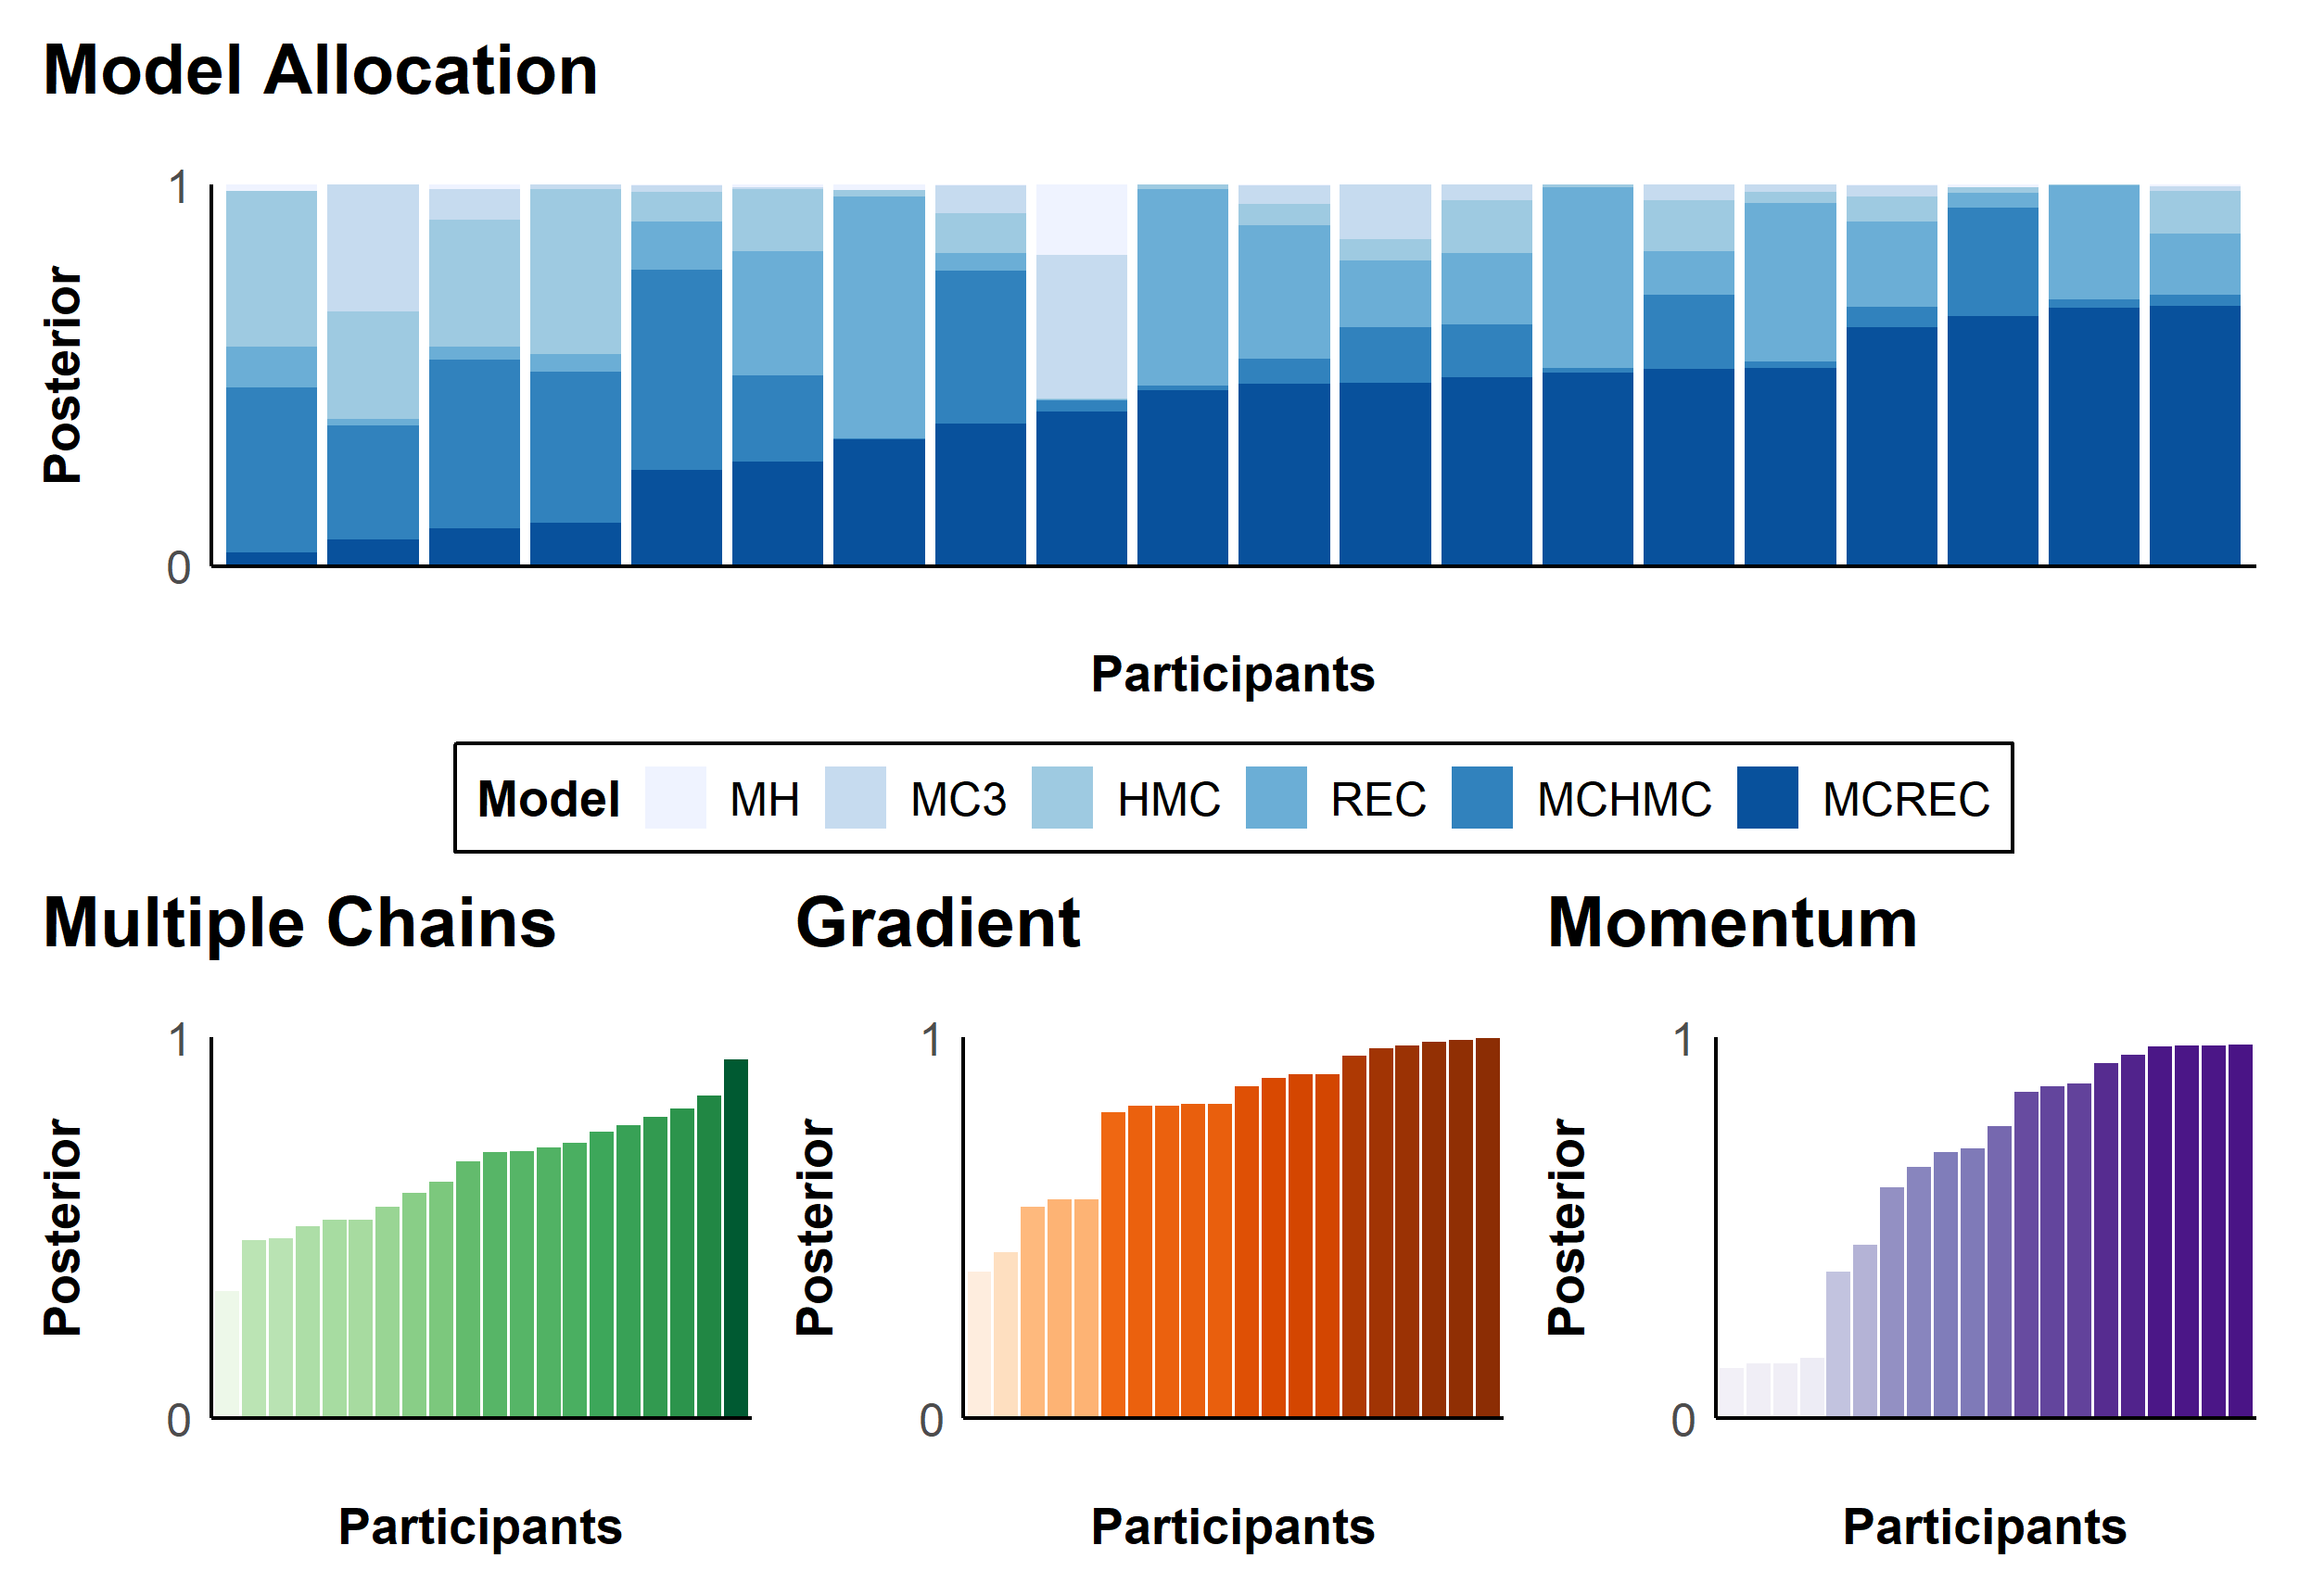 Model Allocation
1
Posterior
0
Participants
Model MH MC3 HMC REC MCHMC MCREC
Multiple Chains
1
Posterior
0
Participants
Gradient
1
Posterior
0
Participants
Momentum
1
Posterior
0
Participants